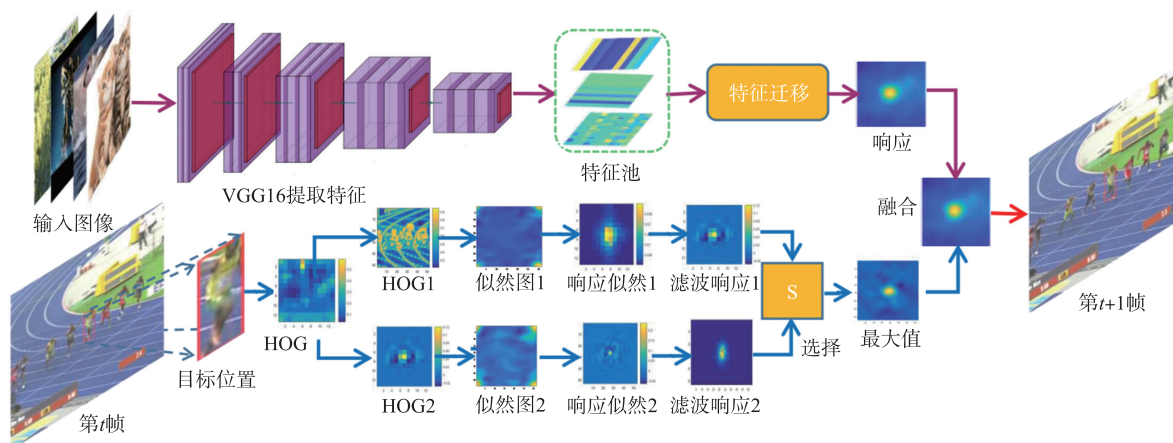 特征迁移
响应
VGG16提取特征
特征池
输入图像
融合
HOG1
似然图1
响应似然1
滤波响应1
S
HOG
选择
最大值
第t+1帧
目标位置
第t帧
HOG2
似然图2
响应似然2
滤波响应2